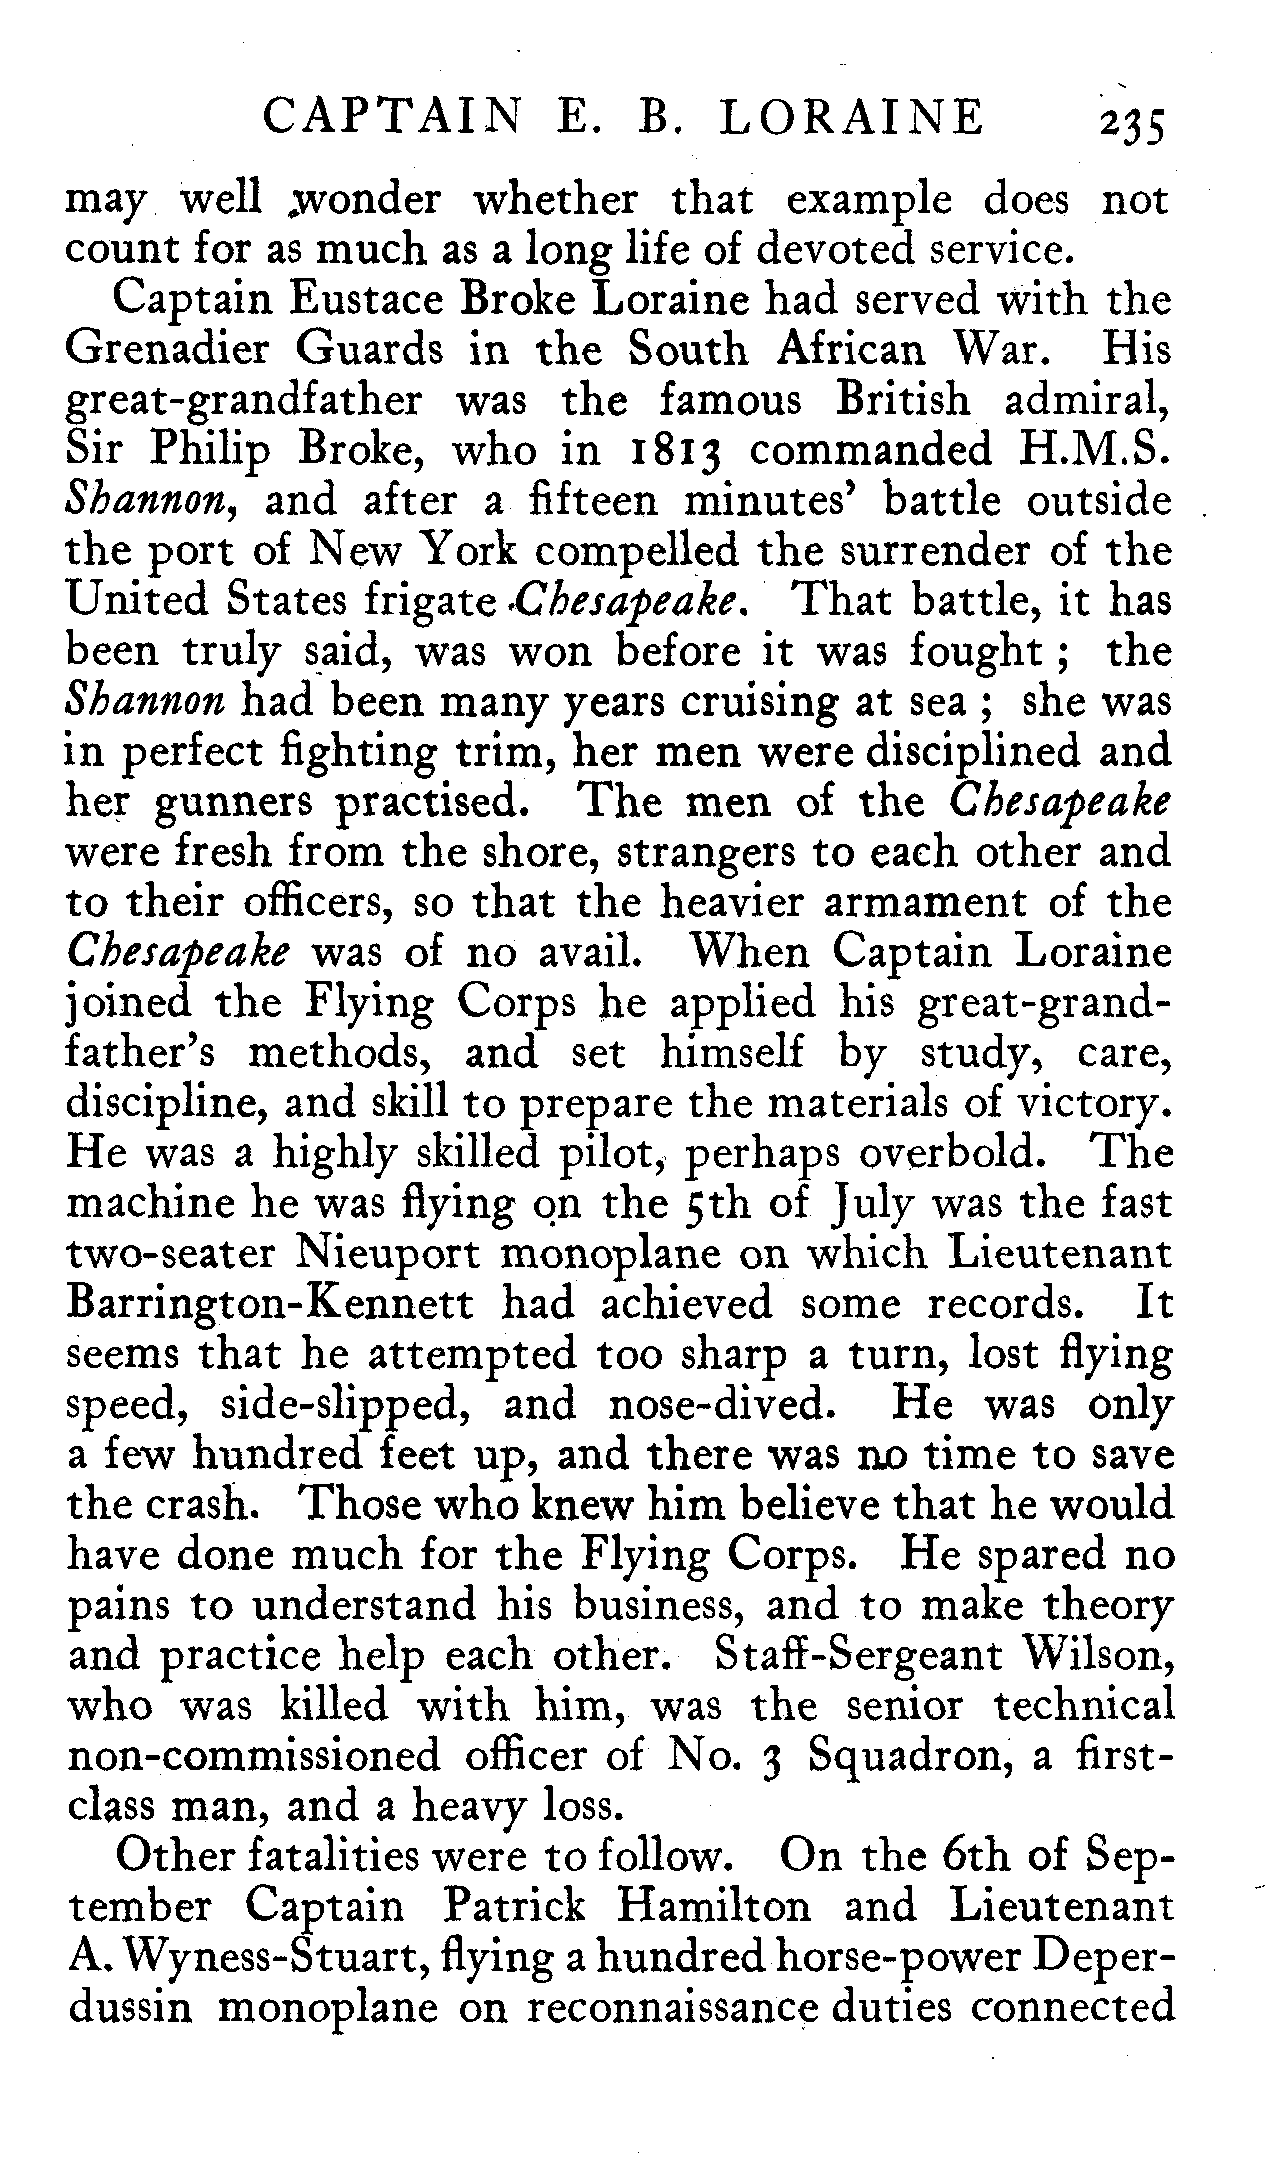 CAPTAIN E. B. LORAINE 235
may well wonder whether that example does not
count for as much as a long life of devoted service.
Captain Eustace Broke Loraine had served with the
Grenadier Guards in the South African War. His
great-grandfather was the famous British admiral,
Sir Philip Broke, who in 1813 commanded H.M.S.
Shannon, and after a fifteen minutes' battle outside
the port of New York compelled the surrender of the
United States frigate Chesapeake. That battle, it has
been truly said, was won before it was fought ; the
Shannon had been many years cruising at sea ; she was
in perfect fighting trim, her men were disciplined and
her gunners practised. The men of the Chesapeake
were fresh from the shore, strangers to each other and
to their officers, so that the heavier armament of the
Chesapeake was of no avail. When Captain Loraine
joined the Flying Corps he applied his great-grand-
father's methods, and set himself by study, care,
discipline, and skill to prepare the materials of victory.
He was a highly skilled pilot, perhaps overbold. The
machine he was flying on the 5th of July was the fast
two-seater Nieuport monoplane on which Lieutenant
Barrington-Kennett had achieved some records. It
seems that he attempted too sharp a turn, lost flying
speed, side-slipped, and nose-dived. He was only
a few hundred feet up, and there was no time to save
the crash. Those who knew him believe that he would
have done much for the Flying Corps. He spared no
pains to understand his business, and to make theory
and practice help each other. Staff-Sergeant Wilson,
who was killed with him, was the senior technical
non-commissioned officer of No. 3 Squadron, a first-
class man, and a heavy loss.
Other fatalities were to follow. On the 6th of Sep-
tember Captain Patrick Hamilton and Lieutenant
A. Wyness-Stuart, flying a hundred horse-power Deper-
dussin monoplane on reconnaissance duties connected